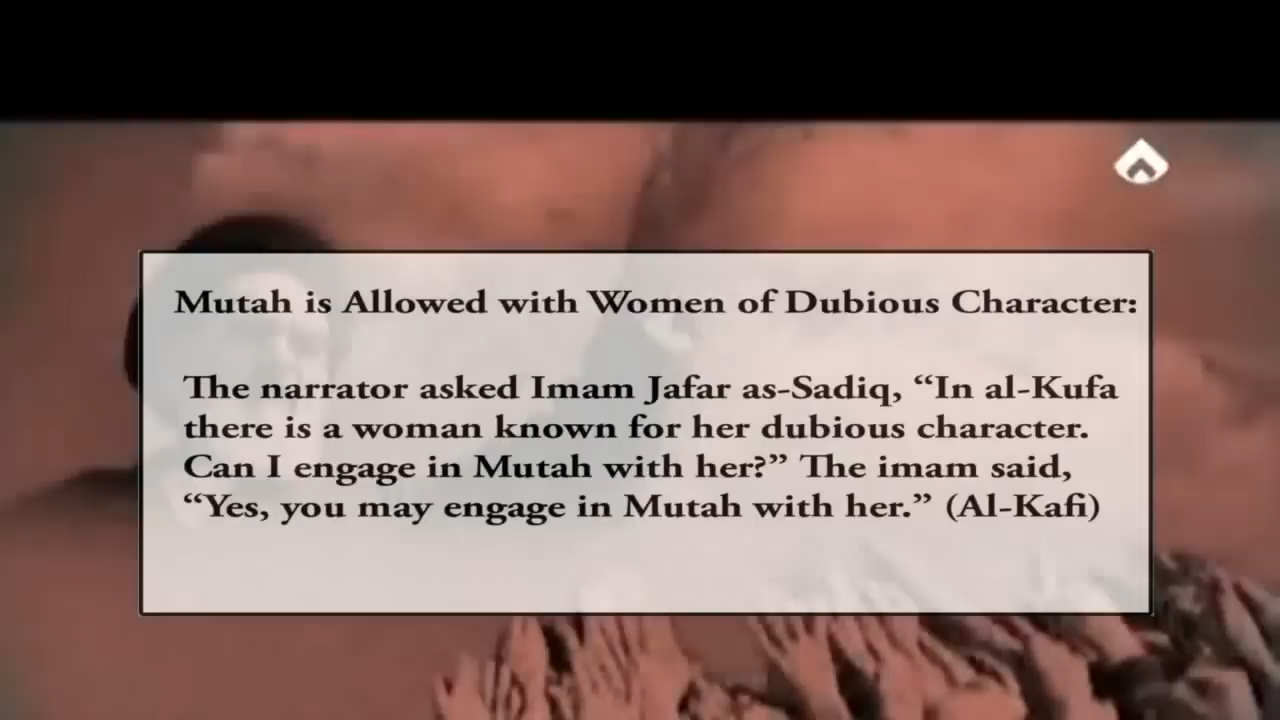 Mutah is Allowed with Women of Dubious Character:
The narrator asked Imam Jafar as-Sadiq, “In al-Kufa
there is a woman known for her dubious character.
Can I engage in Mutah with her?” The imam said,
“Yes, you may engage in Mutah with her.” (Al-Kafi)